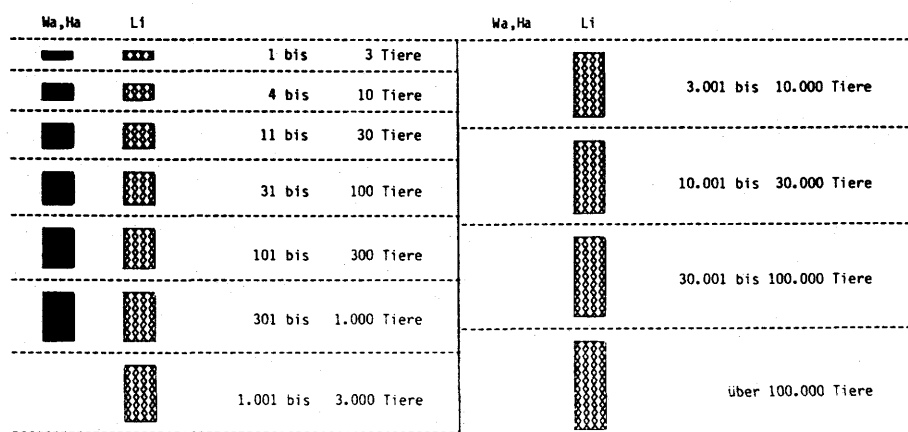 Wa,Ha Li
1 bis 3 Tiere
4 bis 10 Tiere
11 bis 30 Tiere
31 bis 100 Tiere
101 bis 300 Tiere
301 bis 1.000 Tiere
1.001 bis 3.000 Tiere
Wa,Ha Li
3.001 bis 10.000 Tiere
10.001 bis 30.000 Tiere
30.001 bis 100.000 Tiere
über 100.000 Tiere